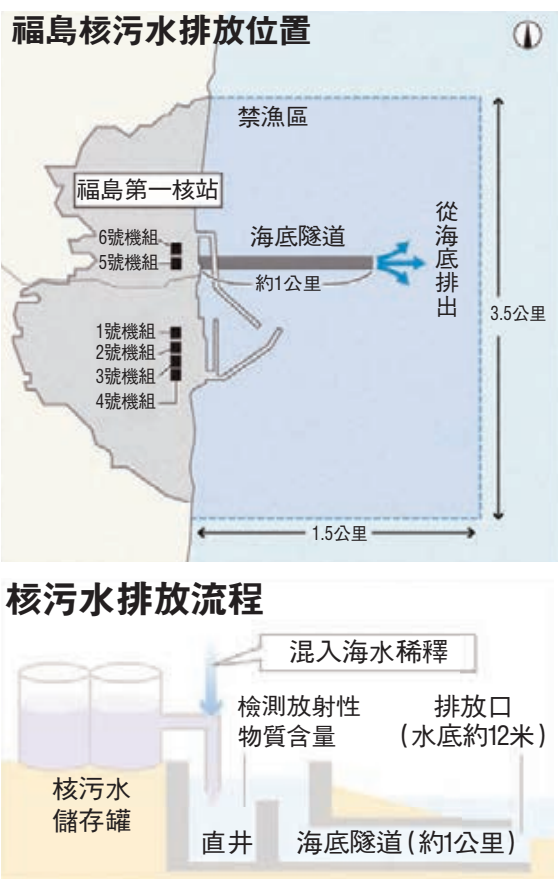 福島核污水排放位置
禁漁區
福島第一核站
6號機組
5號機組
海底隧道
約1公里
從海底排出
3.5公里
1號機組
2號機組
3號機組
4號機組
1.5公里
核污水排放流程
混入海水稀釋
檢測放射性
物質含量
排放口
(水底約12米)
核污水
儲存罐
直井
海底隧道(約1公里)